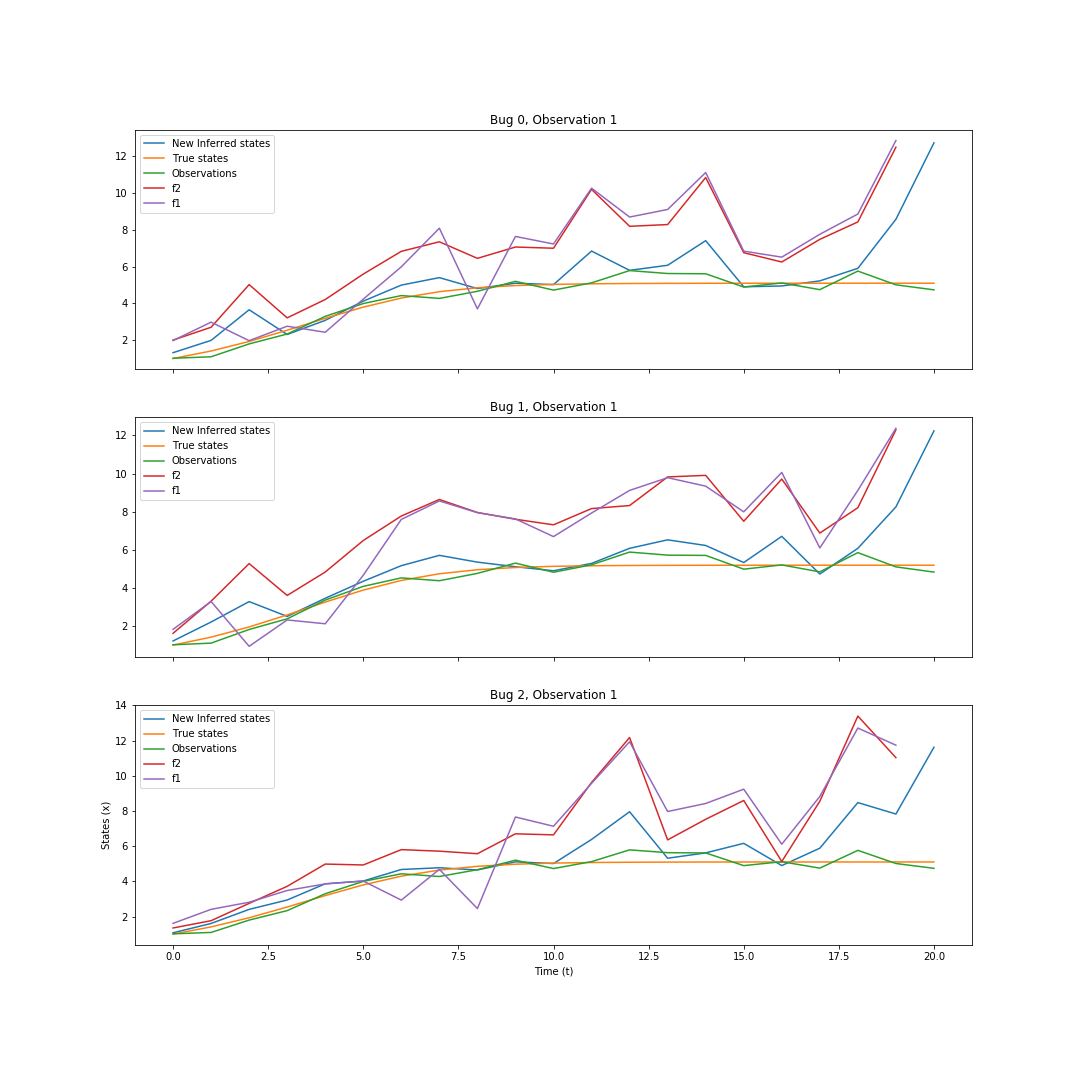 Bug 0, Observation 1
New Inferred states
True states
Observations
f2
f1
12
10
8
6
4
2
Bug 1, Observation 1
New Inferred states
True states
Observations
f2
f1
12
10
8
6
4
2
Bug 2, Observation 1
New Inferred states
True states
Observations
f2
f1
14
12
10
8
6
4
2
States (x)
0.0 2.5 5.0 7.5 10.0 12.5 15.0 17.5 20.0
Time (t)